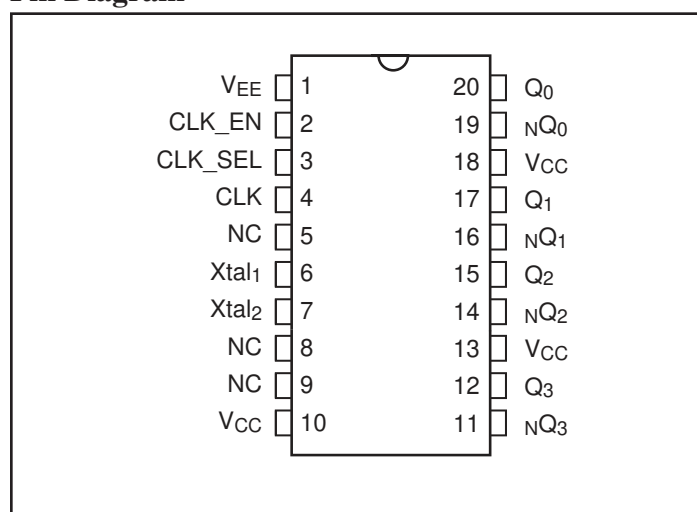 VEE 1 20 Q0
CLK_EN 2 19 NQ0
CLK_SEL 3 18 VCC
CLK 4 17 Q1
NC 5 16 NQ1
Xtal1 6 15 Q2
Xtal2 7 14 NQ2
NC 8 13 VCC
NC 9 12 Q3
VCC 10 11 NQ3